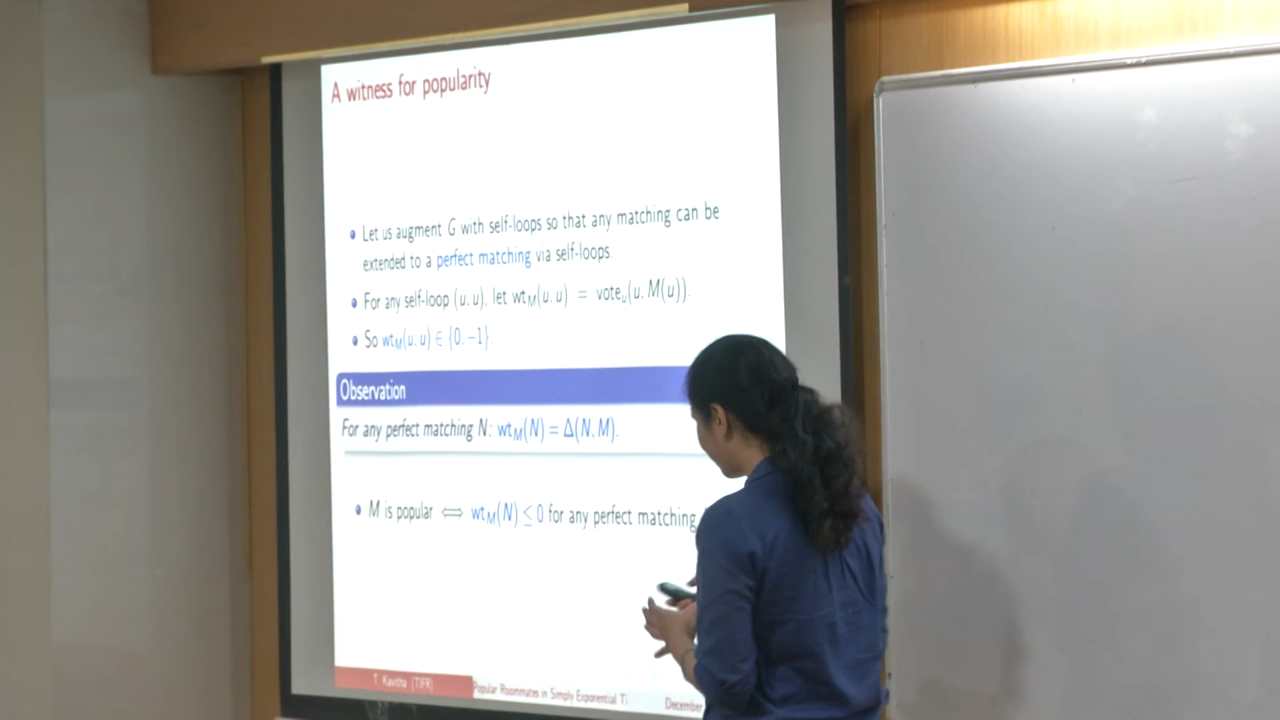 A witness for popularity
Let us augment G with self-loops so that any matching can be
extended to a perfect matching via self-loops.
For any self-loop (u, u), let wt_M(u, u) = vote_u(u, M(u)).
So wt_M(u, u) ∈ {0, −1}.
Observation
For any perfect matching N: wt_M(N) = Δ(N, M).
M is popular ⟺ wt_M(N) ≤ 0 for any perfect matching
T. Kavitha (TIFR)
Popular Roommates in Simply Exponential Ti
December